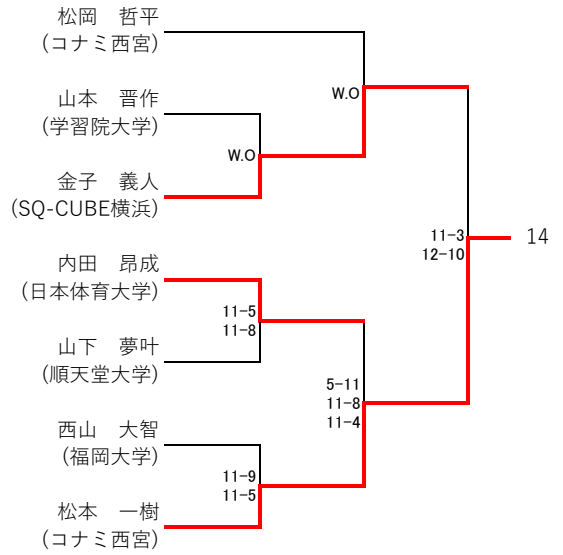 松岡　哲平
(コナミ西宮)
山本　晋作
(学習院大学)
W.O
W.O
金子　義人
(SQ-CUBE横浜)
11-3
12-10
14
内田　昂成
(日本体育大学)
11-5
11-8
山下　夢叶
(順天堂大学)
5-11
11-8
11-4
西山　大智
(福岡大学)
11-9
11-5
松本　一樹
(コナミ西宮)